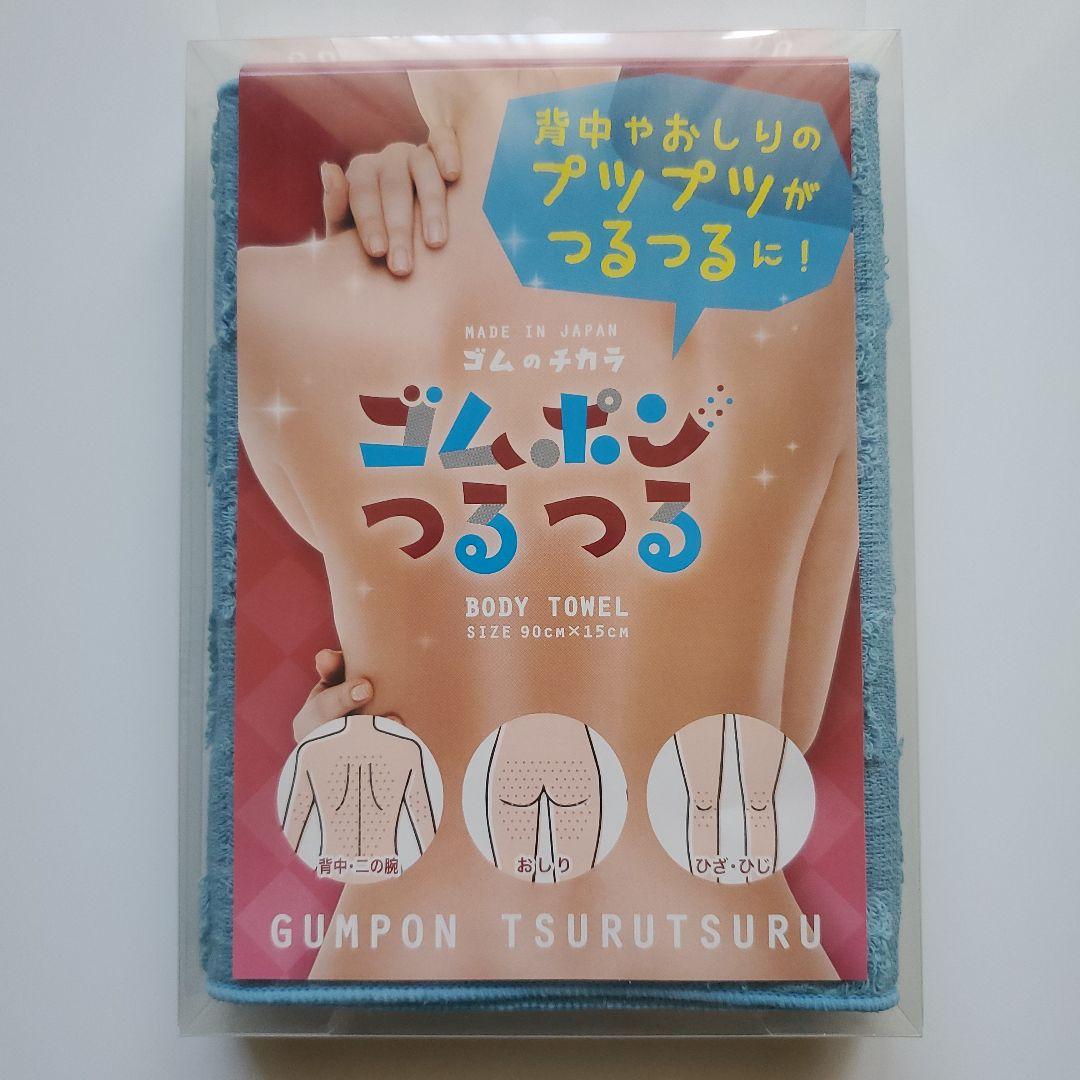 背中やおしりの
プツプツが
つるつるに!
MADE IN JAPAN
ゴムのチカラ
ゴムポン
つるつる
BODY TOWEL
SIZE 90CM×15CM
背中・二の腕
おしり
ひざ・ひじ
GUMPON TSURUTSURU